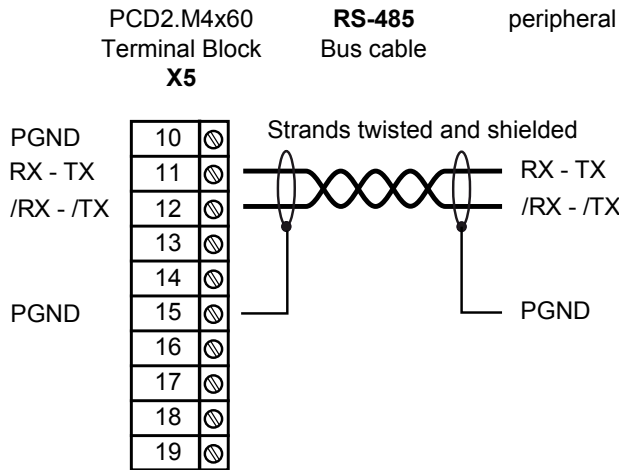 PCD2.M4x60 RS-485 peripheral
Terminal Block Bus cable
X5
PGND 10 Strands twisted and shielded
RX - TX 11 RX - TX
/RX - /TX 12 /RX - /TX
13
14
PGND 15 PGND
16
17
18
19